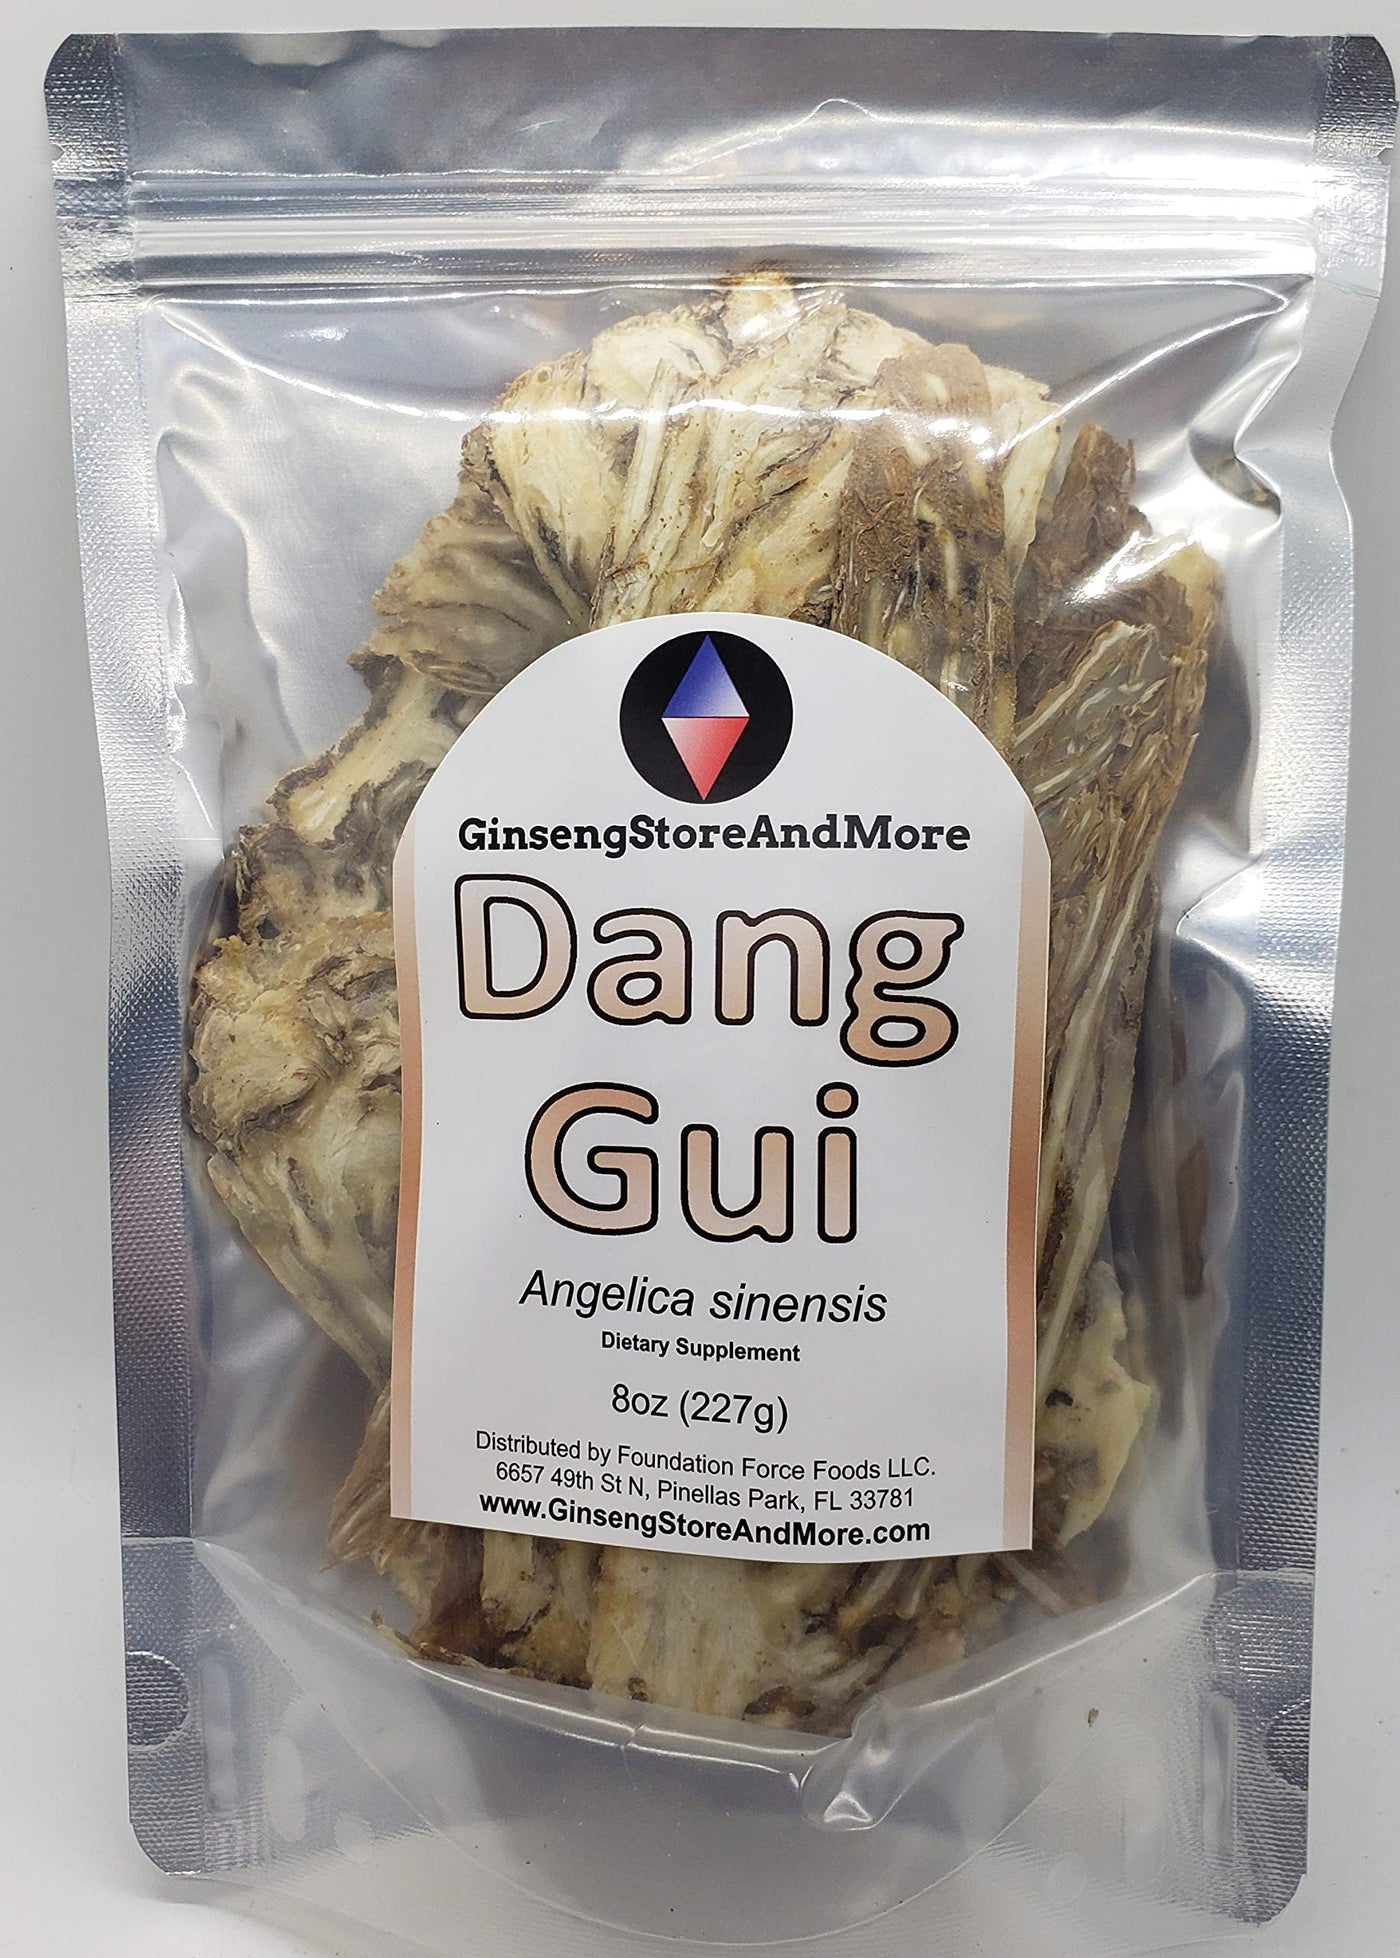 GinsengStoreAndMore
Dang
Gui
Angelica sinensis
Dietary Supplement
8oz (227g)
Distributed by Foundation Force Foods LLC.
6657 49th St N, Pinellas Park, FL 33781
www.GinsengStoreAndMore.com